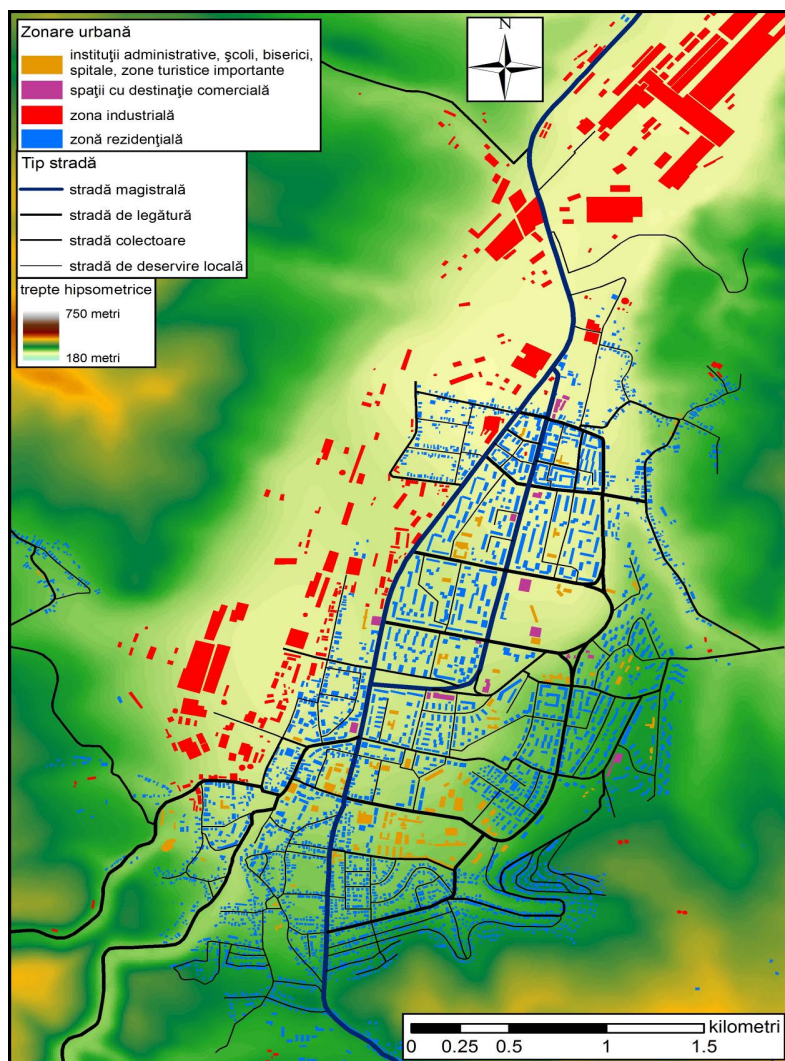 Zonare urbană
instituţii administrative, şcoli, biserici,
spitale, zone turistice importante
spaţii cu destinaţie comercială
zona industrială
zonă rezidenţială
Tip stradă
stradă magistrală
stradă de legătură
stradă colectoare
stradă de deservire locală
trepte hipsometrice
750 metri
180 metri
N
kilometri
0 0.25 0.5 1 1.5